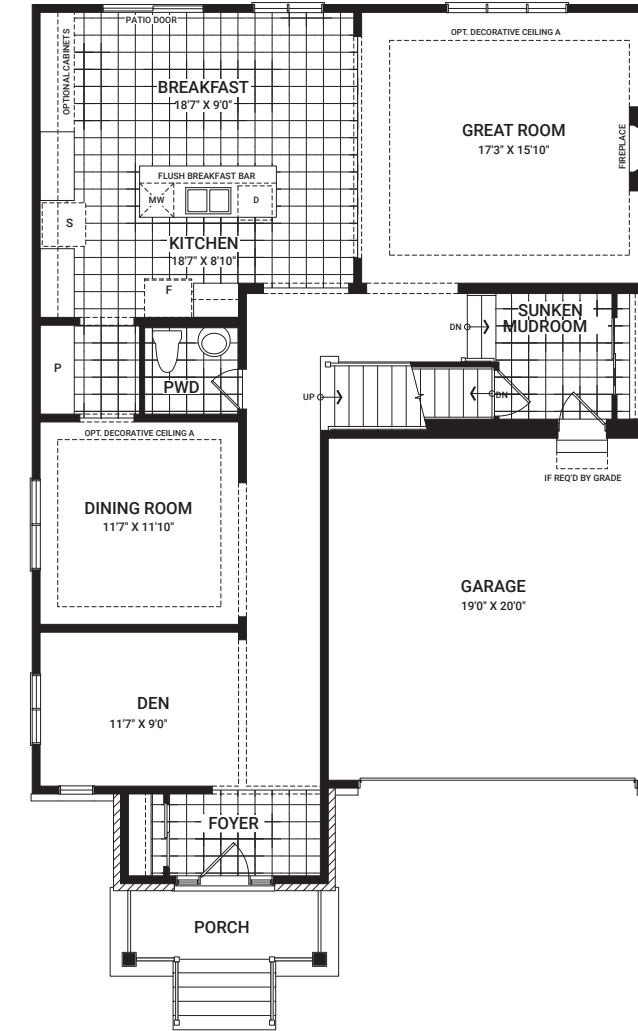 PATIO DOOR
OPTIONAL CABINETS
BREAKFAST
18'7" X 9'0"
OPT. DECORATIVE CEILING A
GREAT ROOM
17'3" X 15'10"
FIREPLACE
FLUSH BREAKFAST BAR
MW
D
S
KITCHEN
18'7" X 8'10"
F
SUNKEN
MUDROOM
DN
P
PWD
UP
DN
OPT. DECORATIVE CEILING A
IF REQ'D BY GRADE
DINING ROOM
11'7" X 11'10"
GARAGE
19'0" X 20'0"
DEN
11'7" X 9'0"
FOYER
PORCH